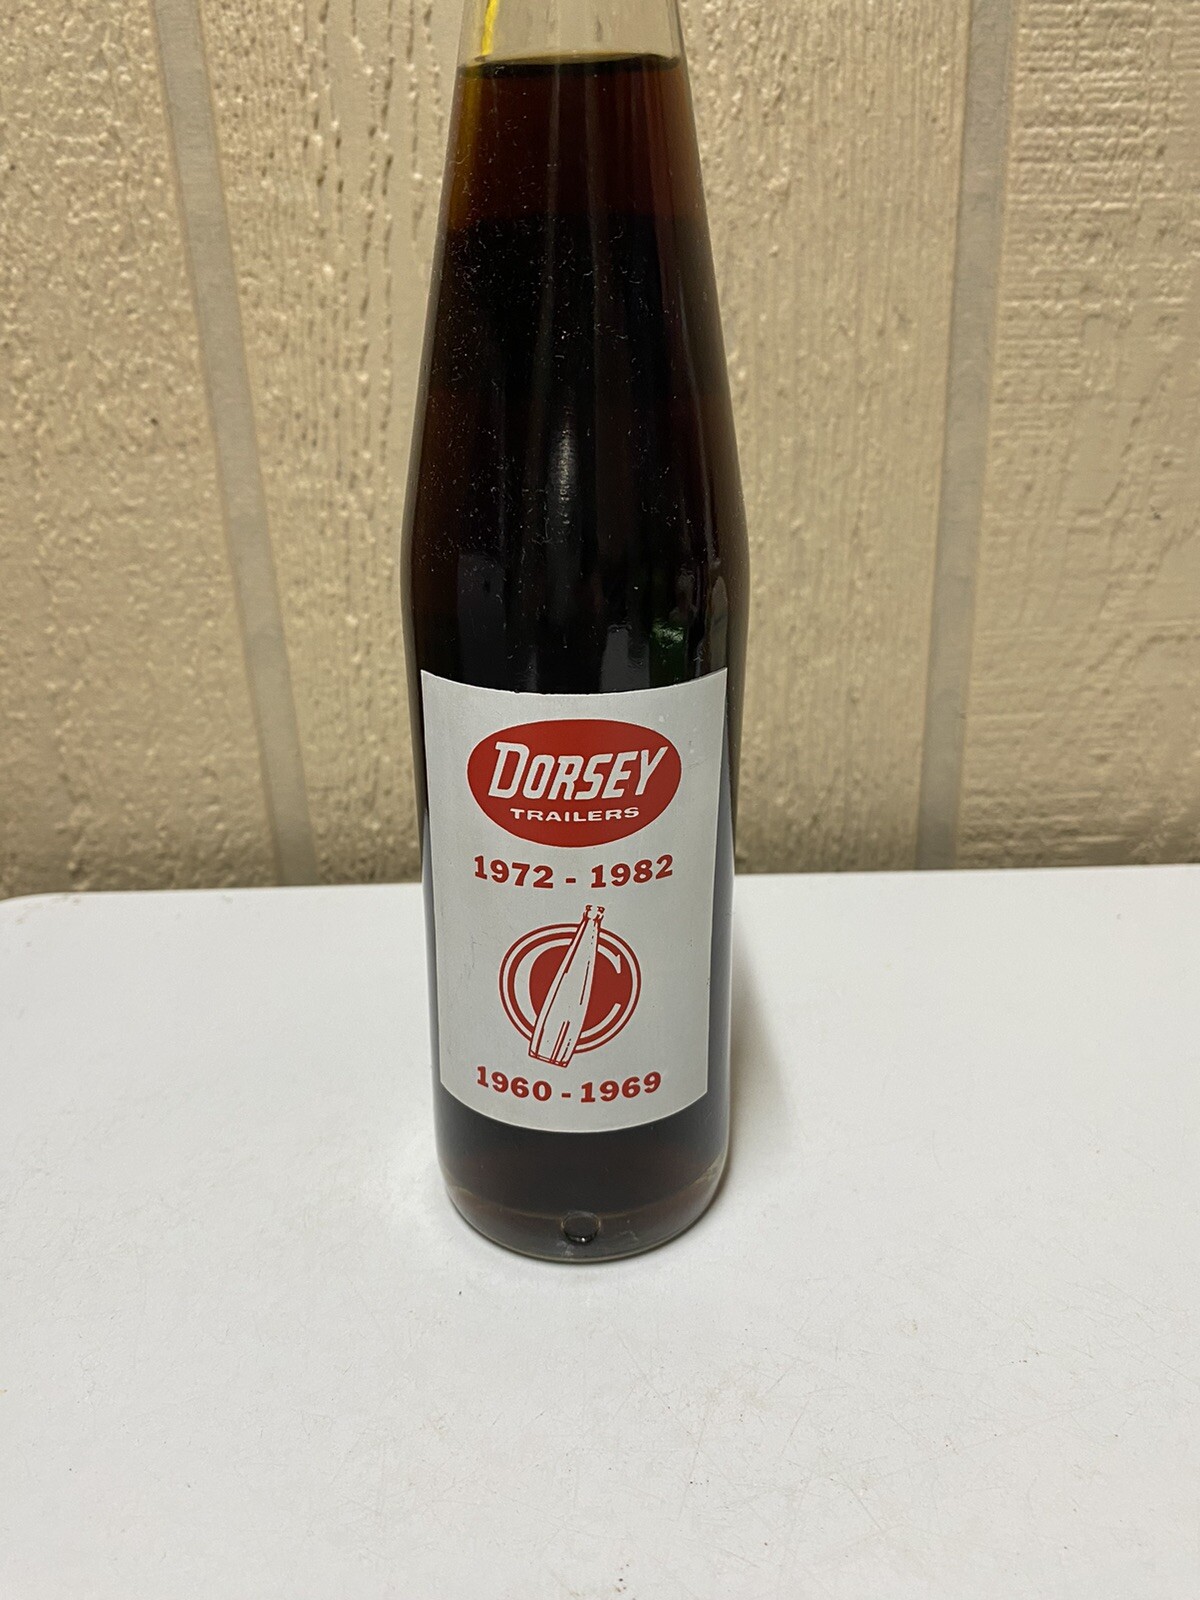 DORSEY
TRAILERS
1972 - 1982
C
1960 - 1969